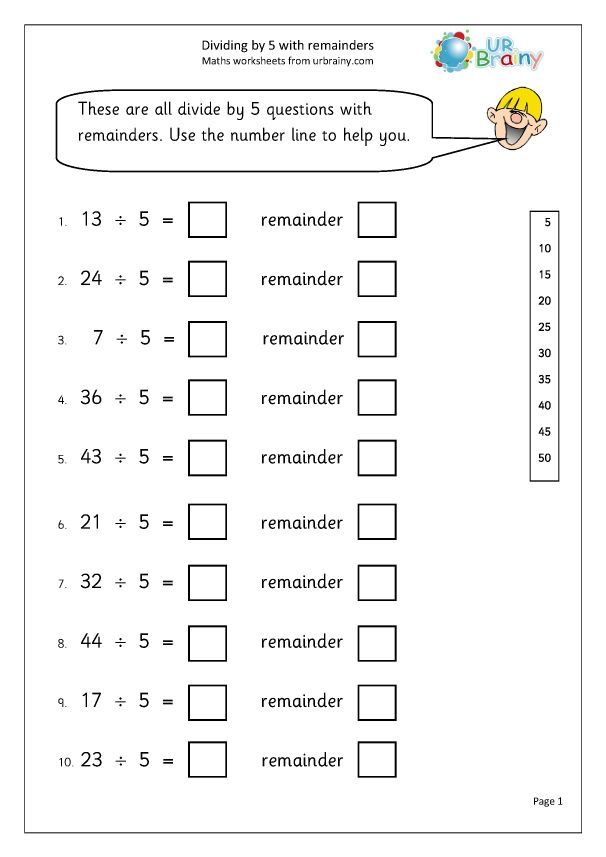 Dividing by 5 with remainders
Maths worksheets from urbrainy.com
UR
Brainy
These are all divide by 5 questions with
remainders. Use the number line to help you.
1. 13 ÷ 5 = remainder
2. 24 ÷ 5 = remainder
3. 7 ÷ 5 = remainder
4. 36 ÷ 5 = remainder
5. 43 ÷ 5 = remainder
6. 21 ÷ 5 = remainder
7. 32 ÷ 5 = remainder
8. 44 ÷ 5 = remainder
9. 17 ÷ 5 = remainder
10. 23 ÷ 5 = remainder
5
10
15
20
25
30
35
40
45
50
Page 1